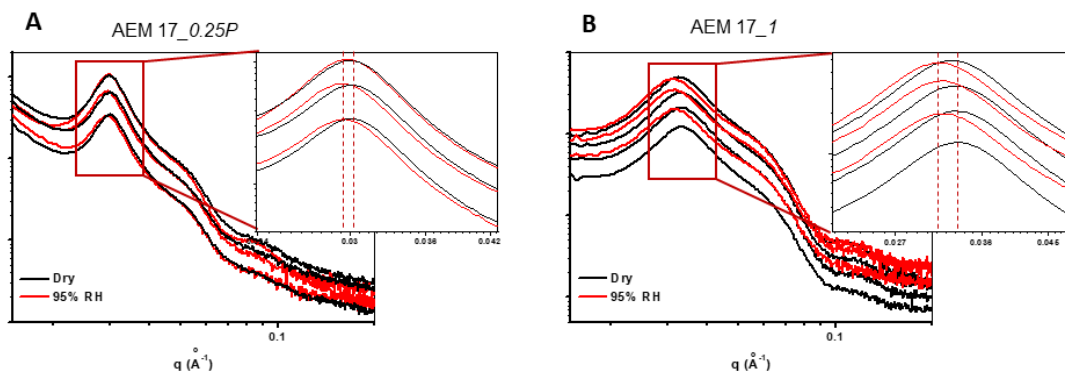 A
AEM 17_0.25P
0.03
0.036
0.042
Dry
95% RH
0.1
q (Å⁻¹)
B
AEM 17_1
0.027
0.036
0.045
Dry
95% RH
0.1
q (Å⁻¹)